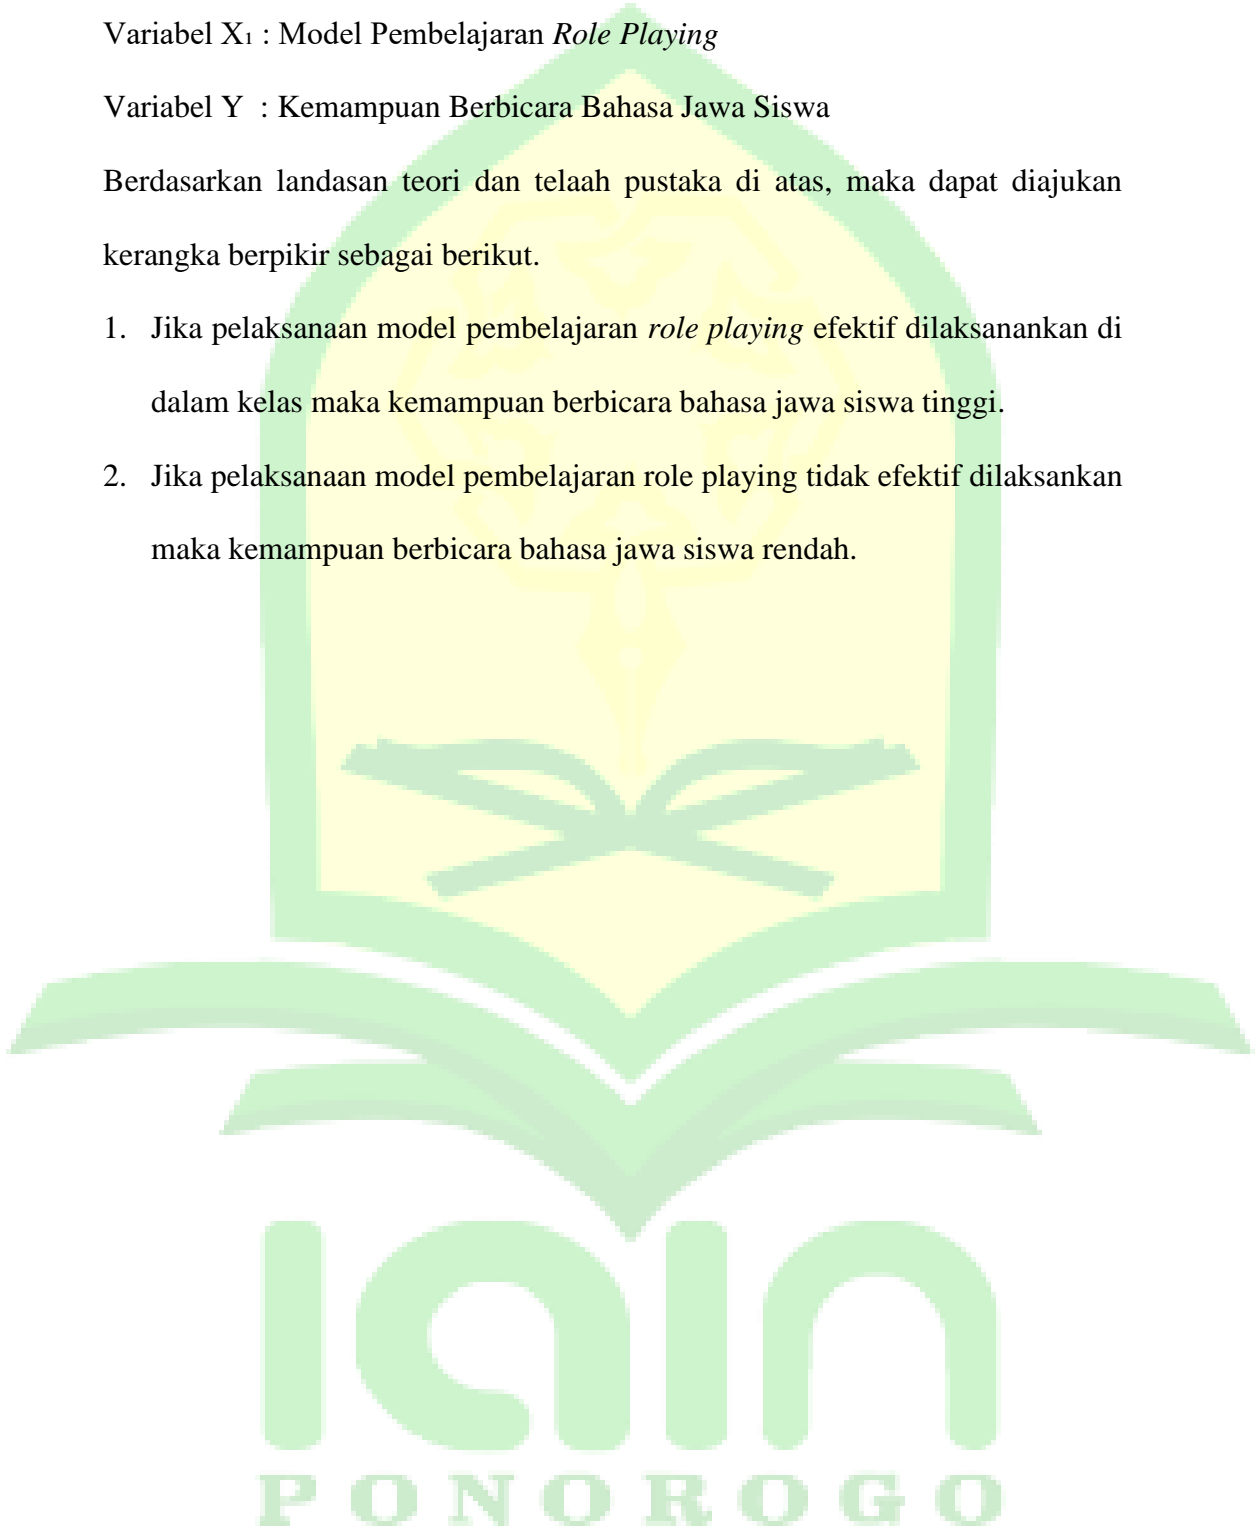 Variabel X₁ : Model Pembelajaran Role Playing
Variabel Y : Kemampuan Berbicara Bahasa Jawa Siswa
Berdasarkan landasan teori dan telaah pustaka di atas, maka dapat diajukan
kerangka berpikir sebagai berikut.
1. Jika pelaksanaan model pembelajaran role playing efektif dilaksanankan di
dalam kelas maka kemampuan berbicara bahasa jawa siswa tinggi.
2. Jika pelaksanaan model pembelajaran role playing tidak efektif dilaksankan
maka kemampuan berbicara bahasa jawa siswa rendah.
iain
PONOROGO